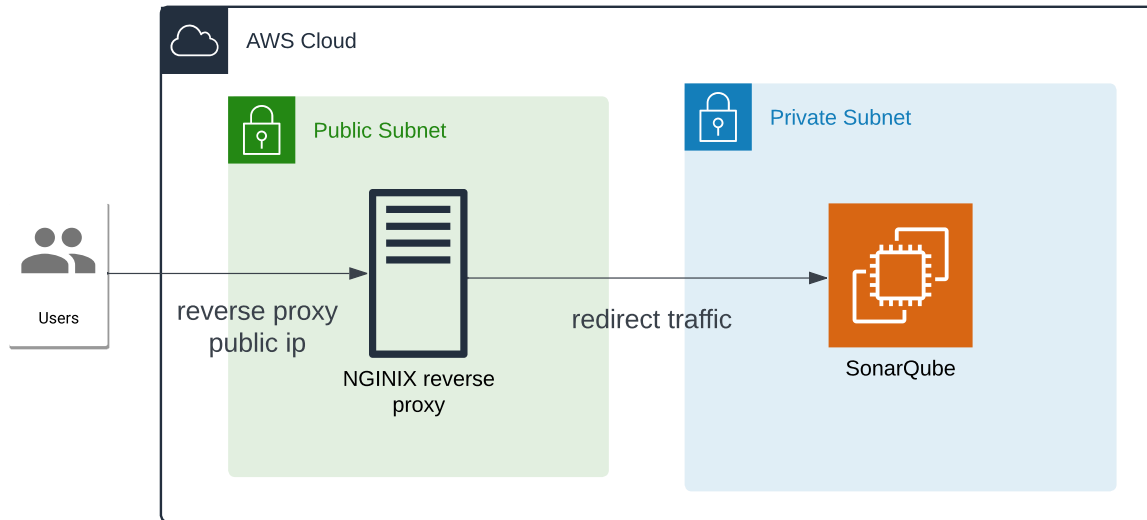 AWS Cloud
Public Subnet
Private Subnet
Users
reverse proxy
public ip
redirect traffic
NGINIX reverse
proxy
SonarQube